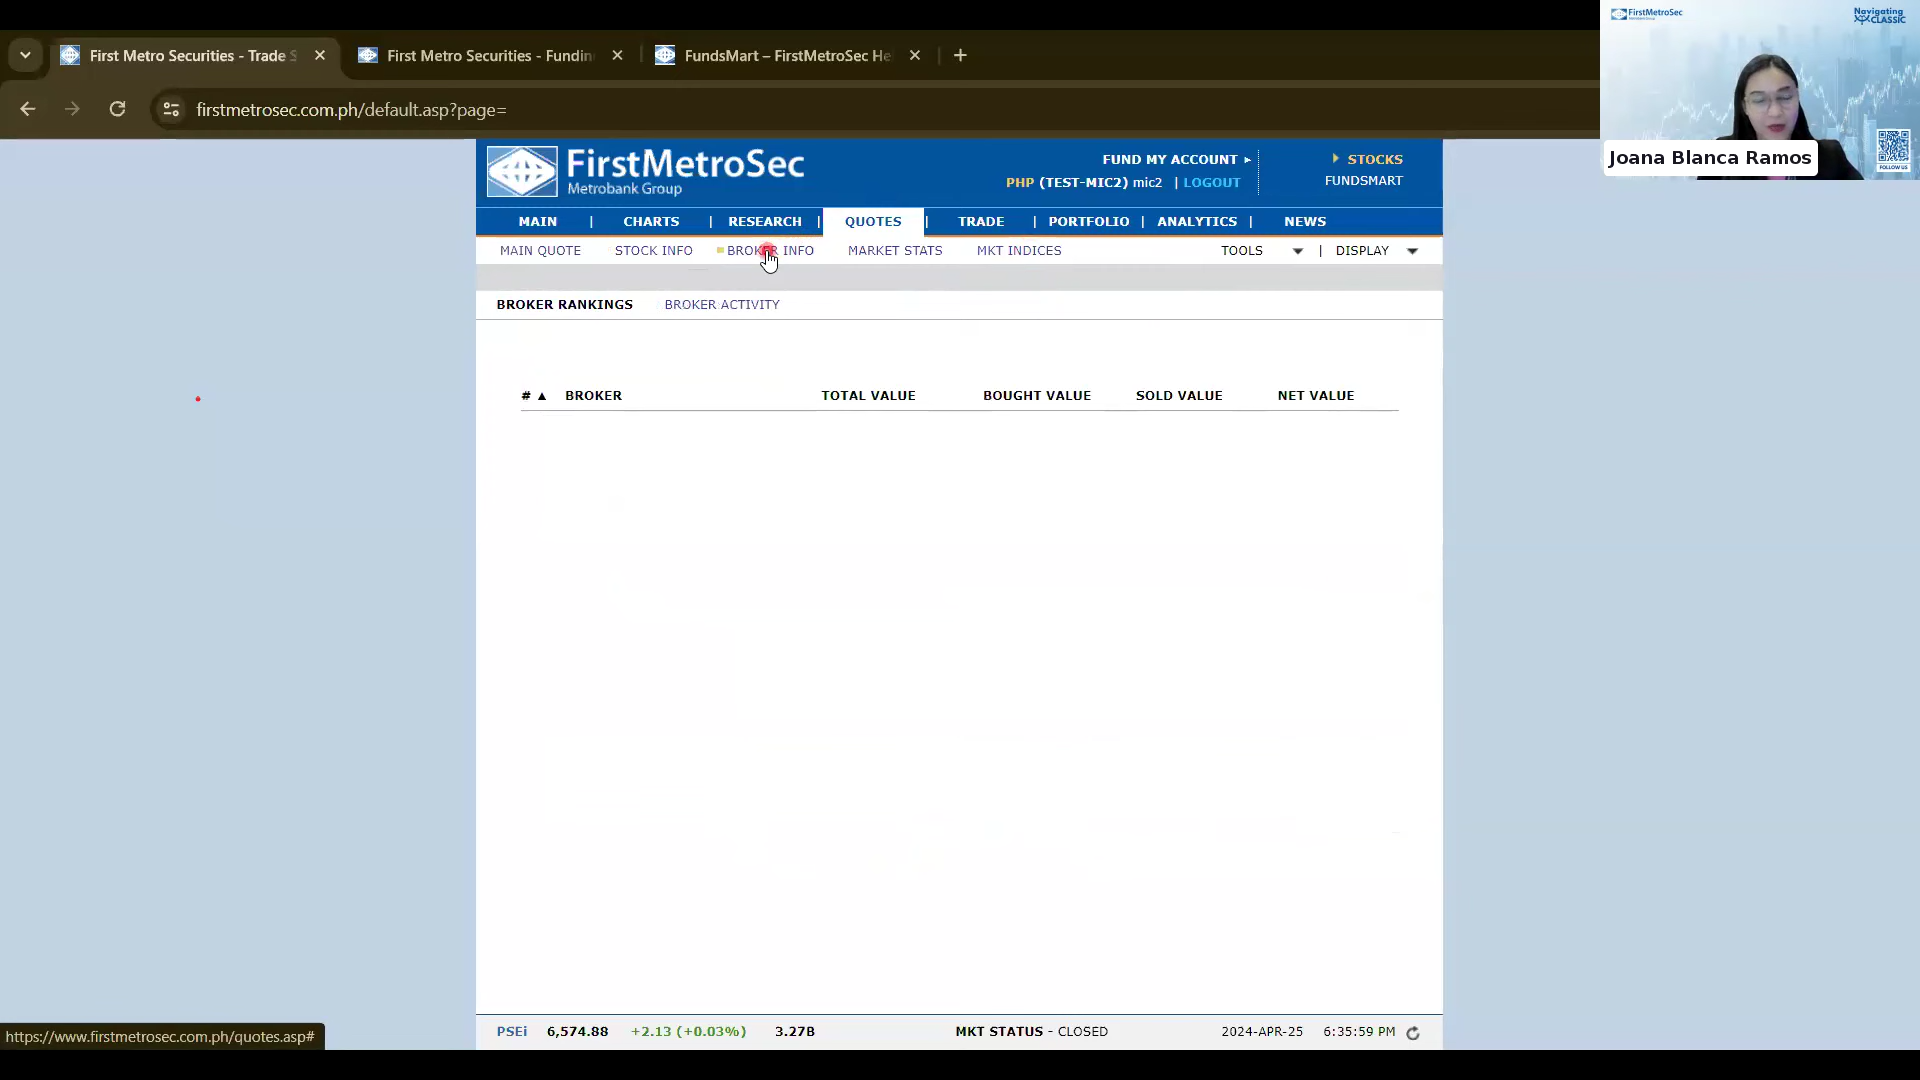 First Metro Securities - Trade S
First Metro Securities - Fundin
FundsMart – FirstMetroSec He
firstmetrosec.com.ph/default.asp?page=
FirstMetroSec
Navigating
CLASSIC
FOLLOW US
Joana Blanca Ramos
FirstMetroSec
Metrobank Group
FUND MY ACCOUNT
STOCKS
PHP (TEST-MIC2) mic2 | LOGOUT
FUNDSMART
MAIN | CHARTS | RESEARCH | QUOTES | TRADE | PORTFOLIO | ANALYTICS | NEWS
MAIN QUOTE STOCK INFO BROKER INFO MARKET STATS MKT INDICES TOOLS | DISPLAY
BROKER RANKINGS BROKER ACTIVITY
# ▲ BROKER TOTAL VALUE BOUGHT VALUE SOLD VALUE NET VALUE
PSEi 6,574.88 +2.13 (+0.03%) 3.27B MKT STATUS - CLOSED 2024-APR-25 6:35:59 PM
https://www.firstmetrosec.com.ph/quotes.asp#